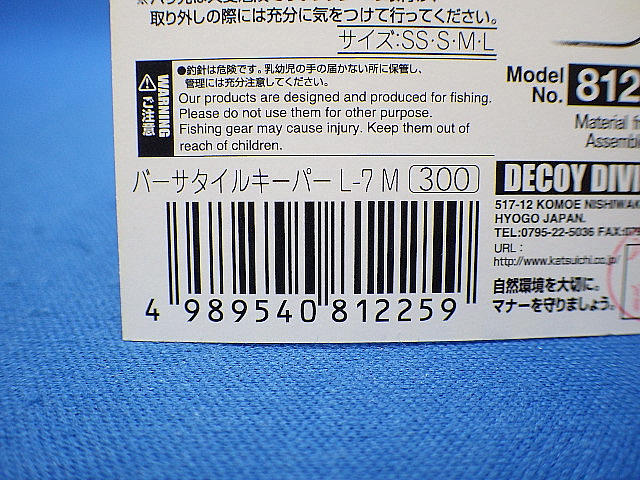 取り外しの際には充分に気をつけて行ってください。
サイズ:SS・S・M・L
WARNING
ご注意
●釣針は危険です。乳幼児の手の届かない所に保管し、
管理には充分注意してください。
Our products are designed and produced for fishing.
Please do not use them for other purpose.
Fishing gear may cause injury. Keep them out of
reach of children.
バーサタイルキーパー L-7 M 300
4 989540 812259
Model
No. 812
Material
Assemble
DECOY DIVI
517-12 KOMOE NISHIWAK
HYOGO JAPAN.
TEL:0795-22-5036 FAX:079
URL:
http://www.katsuichi.co.jp/
自然環境を大切に。
マナーを守りましょう。